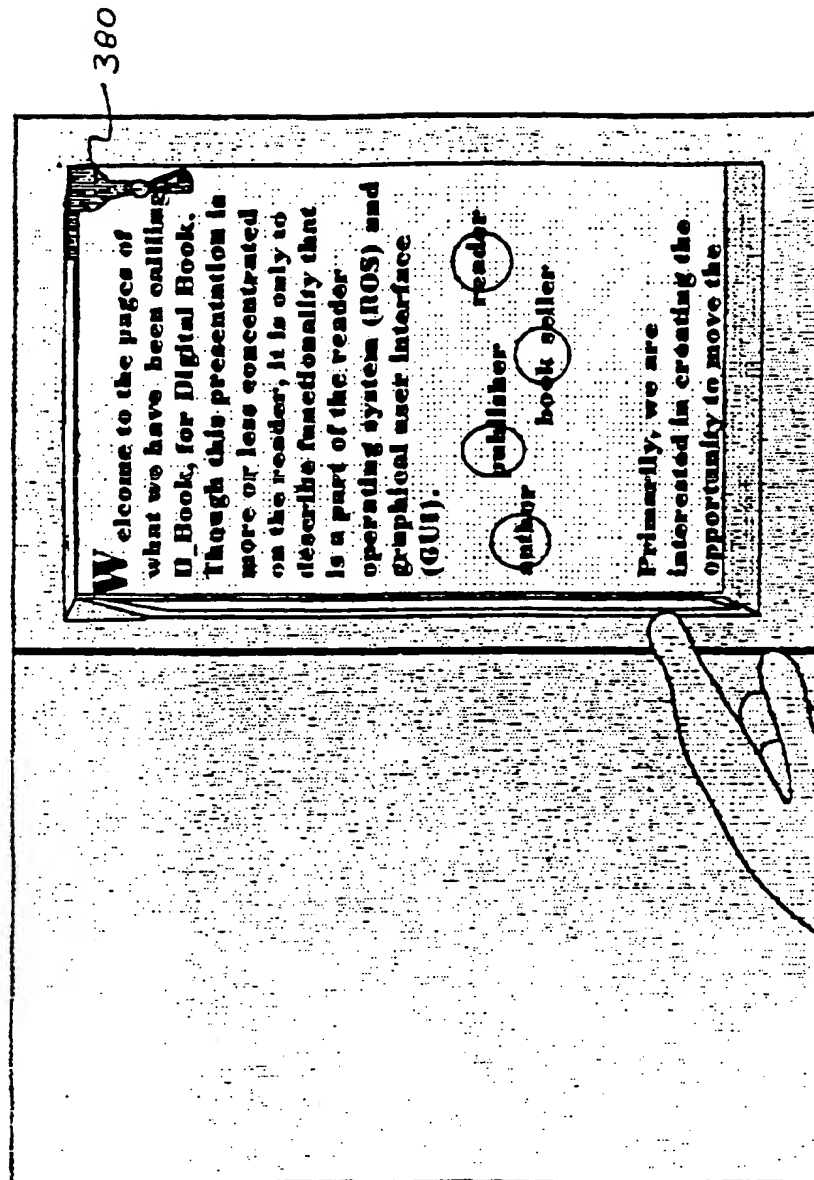 380
Welcome to the pages of
what we have been callling
D_Book, for Digital Book.
Though this presentation is
more or less concentrated
on the reader, it is only to
describe functionality that
is a part of the reader
operating system (ROS) and
graphical user interface
(GUI).
author publisher book seller reader
Primarily, we are
interested in creating the
opportunity to move the